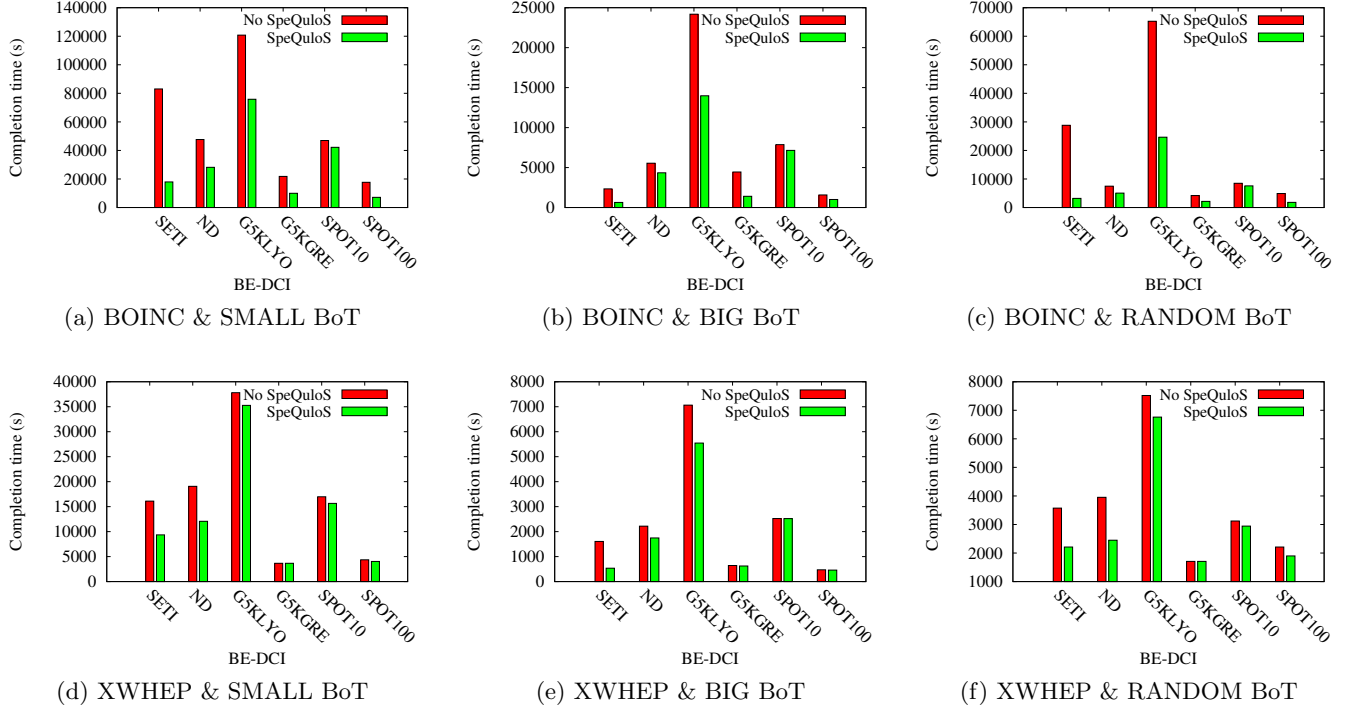 No SpeQuloS
SpeQuloS
Completion time (s)
140000
120000
100000
80000
60000
40000
20000
0
SETI
ND
G5KLYO
G5KGRE
SPOT10
SPOT100
BE-DCI
(a) BOINC & SMALL BoT
No SpeQuloS
SpeQuloS
Completion time (s)
25000
20000
15000
10000
5000
0
SETI
ND
G5KLYO
G5KGRE
SPOT10
SPOT100
BE-DCI
(b) BOINC & BIG BoT
No SpeQuloS
SpeQuloS
Completion time (s)
70000
60000
50000
40000
30000
20000
10000
0
SETI
ND
G5KLYO
G5KGRE
SPOT10
SPOT100
BE-DCI
(c) BOINC & RANDOM BoT
No SpeQuloS
SpeQuloS
Completion time (s)
40000
35000
30000
25000
20000
15000
10000
5000
0
SETI
ND
G5KLYO
G5KGRE
SPOT10
SPOT100
BE-DCI
(d) XWHEP & SMALL BoT
No SpeQuloS
SpeQuloS
Completion time (s)
8000
7000
6000
5000
4000
3000
2000
1000
0
SETI
ND
G5KLYO
G5KGRE
SPOT10
SPOT100
BE-DCI
(e) XWHEP & BIG BoT
No SpeQuloS
SpeQuloS
Completion time (s)
8000
7000
6000
5000
4000
3000
2000
1000
SETI
ND
G5KLYO
G5KGRE
SPOT10
SPOT100
BE-DCI
(f) XWHEP & RANDOM BoT